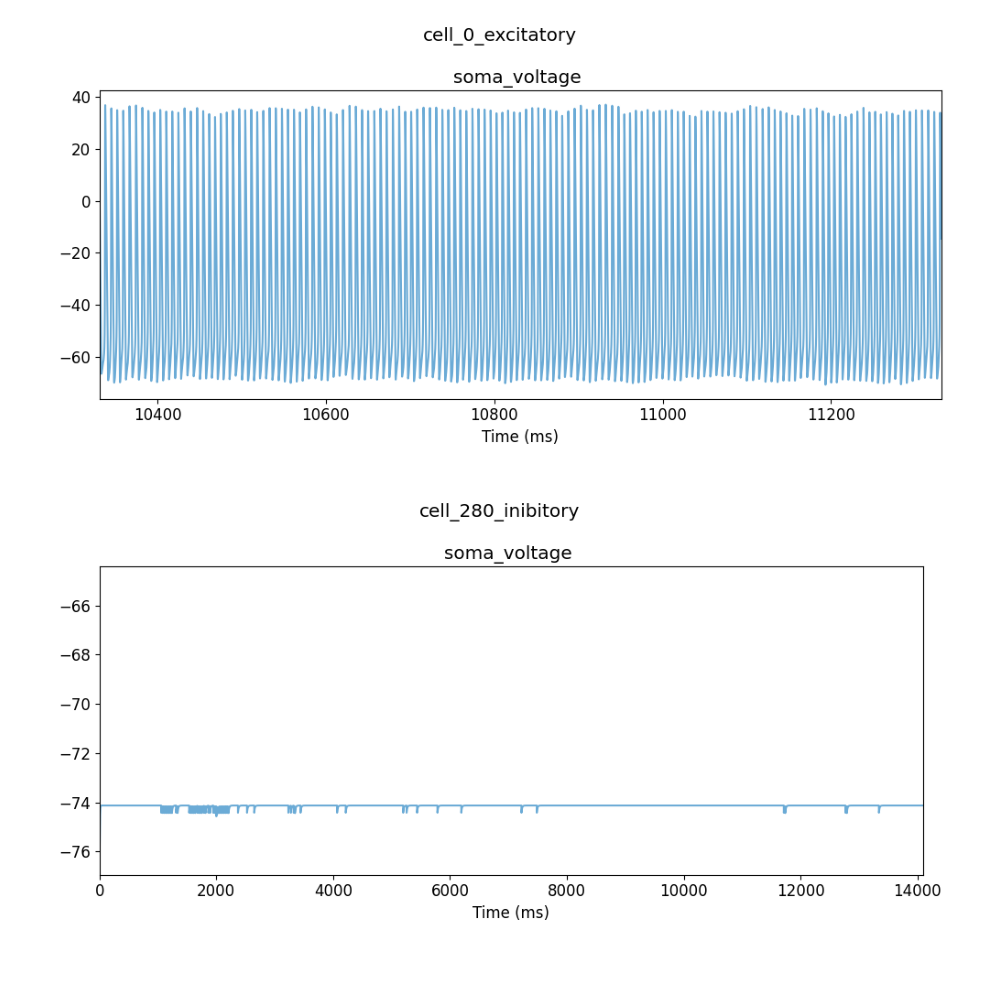 cell_0_excitatory
soma_voltage
40
20
0
−20
−40
−60
10400 10600 10800 11000 11200
Time (ms)
cell_280_inibitory
soma_voltage
−66
−68
−70
−72
−74
−76
0 2000 4000 6000 8000 10000 12000 14000
Time (ms)